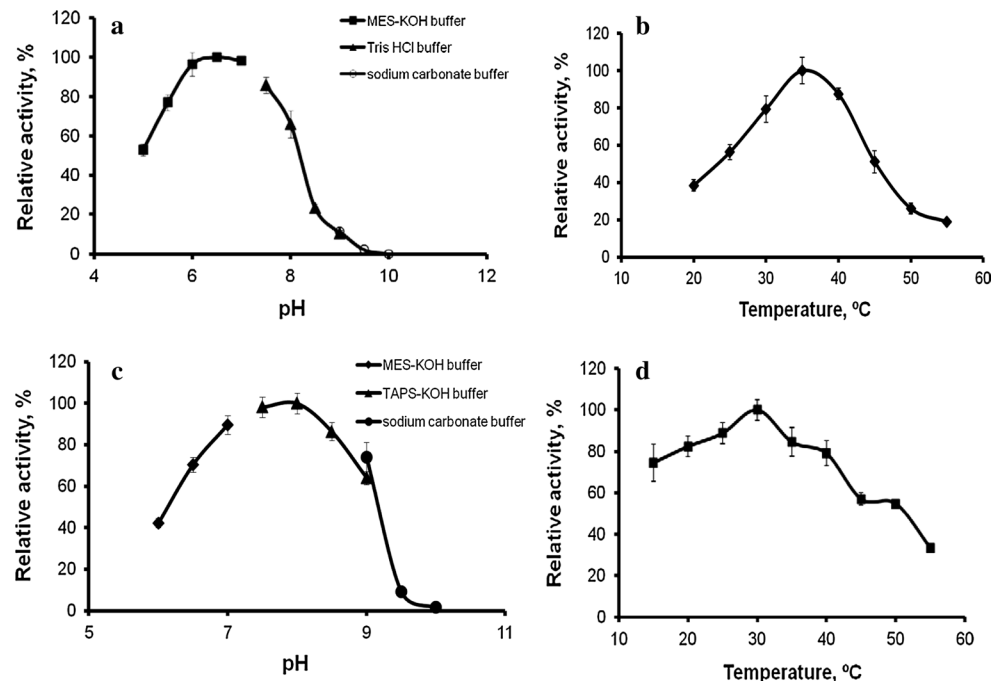 a
120
100
80
60
40
20
0
Relative activity, %
4 6 8 10 12
pH
MES-KOH buffer
Tris HCl buffer
sodium carbonate buffer
b
120
100
80
60
40
20
0
Relative activity, %
10 20 30 40 50 60
Temperature, ºC
c
120
100
80
60
40
20
0
Relative activity, %
5 7 9 11
pH
MES-KOH buffer
TAPS-KOH buffer
sodium carbonate buffer
d
120
100
80
60
40
20
0
Relative activity, %
10 20 30 40 50 60
Temperature, ºC